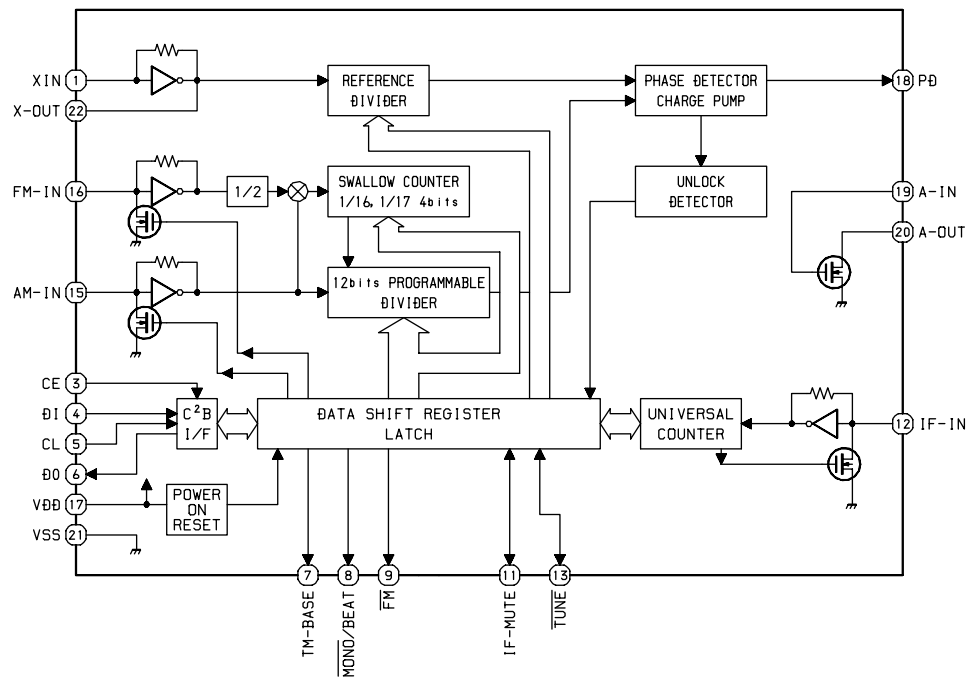 XIN 1
X-OUT 22
REFERENCE
DIVIDER
PHASE DETECTOR
CHARGE PUMP
18 PD
FM-IN 16
1/2
SWALLOW COUNTER
1/16, 1/17 4bits
UNLOCK
DETECTOR
19 A-IN
20 A-OUT
AM-IN 15
12bits PROGRAMMABLE
DIVIDER
CE 3
DI 4
CL 5
DO 6
VDD 17
VSS 21
C²B
I/F
DATA SHIFT REGISTER
LATCH
UNIVERSAL
COUNTER
12 IF-IN
POWER
ON
RESET
7
8
9
11
13
TM-BASE
MONO/BEAT
FM
IF-MUTE
TUNE